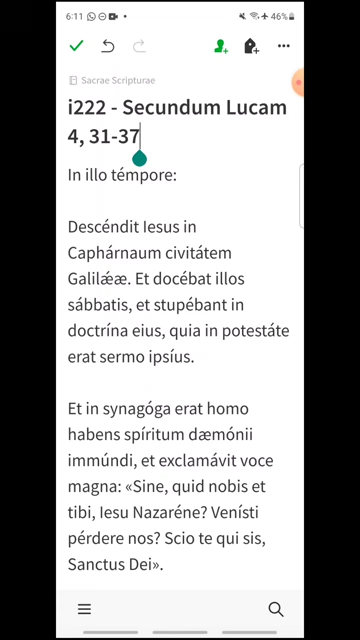 6:11
46%
Sacrae Scripturae
i222 - Secundum Lucam
4, 31-37
In illo témpore:
Descéndit Iesus in
Caphárnaum civitátem
Galilǽæ. Et docébat illos
sábbatis, et stupébant in
doctrína eius, quia in potestáte
erat sermo ipsíus.
Et in synagóga erat homo
habens spíritum dæmónii
immúndi, et exclamávit voce
magna: «Sine, quid nobis et
tibi, Iesu Nazaréne? Venísti
pérdere nos? Scio te qui sis,
Sanctus Dei».